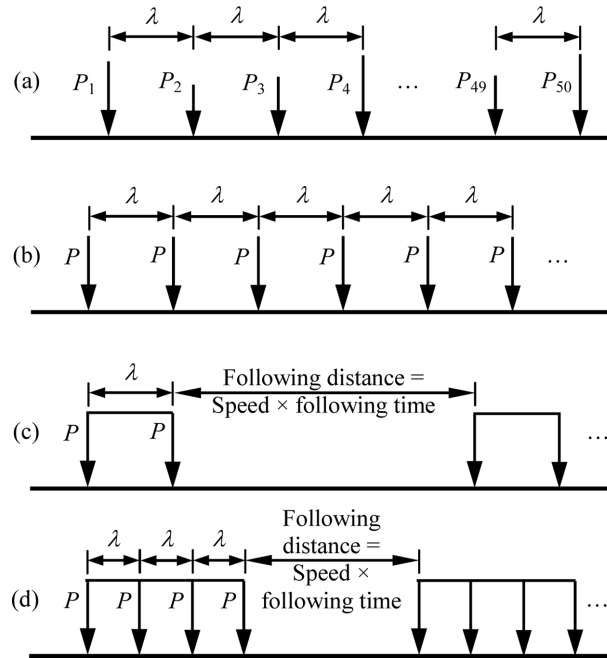 λ λ λ λ
(a) P1 P2 P3 P4 … P49 P50
λ λ λ λ λ
(b) P P P P P P …
λ Following distance =
Speed × following time
(c) P P …
Following
λ λ λ distance =
Speed ×
(d) P P P P following time …